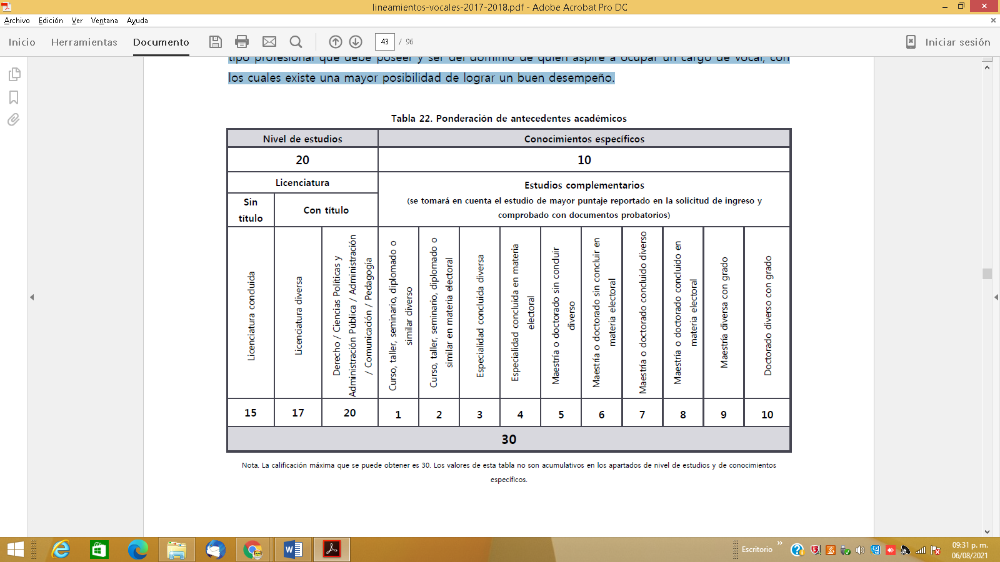 lineamientos-vocales-2017-2018.pdf - Adobe Acrobat Pro DC
Archivo Edición Ver Ventana Ayuda
Inicio Herramientas Documento 43 / 96 Iniciar sesión
tipo profesional que debe poseer y ser del dominio de quien aspire a ocupar un cargo de vocal, con
los cuales existe una mayor posibilidad de lograr un buen desempeño.
Tabla 22. Ponderación de antecedentes académicos
Nivel de estudios Conocimientos específicos
20 10
Licenciatura
Estudios complementarios
(se tomará en cuenta el estudio de mayor puntaje reportado en la solicitud de ingreso y
comprobado con documentos probatorios)
Sin
título
Con título
Licenciatura concluida
Licenciatura diversa
Derecho / Ciencias Políticas y
Administración Pública / Administración
/ Comunicación / Pedagogía
Curso, taller, seminario, diplomado o
similar diverso
Curso, taller, seminario, diplomado o
similar en materia electoral
Especialidad concluida diversa
Especialidad concluida en materia
electoral
Maestría o doctorado sin concluir
diverso
Maestría o doctorado sin concluir en
materia electoral
Maestría o doctorado concluido diverso
Maestría o doctorado concluido en
materia electoral
Maestría diversa con grado
Doctorado diverso con grado
15 17 20 1 2 3 4 5 6 7 8 9 10
30
Nota. La calificación máxima que se puede obtener es 30. Los valores de esta tabla no son acumulativos en los apartados de nivel de estudios y de conocimientos
específicos.
Escritorio
09:31 p. m.
06/08/2021